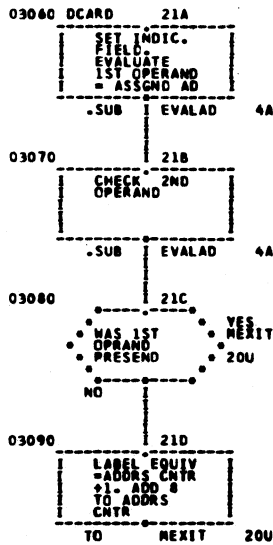 03060 DCARD 21A
SET INDIC.
FIELD.
EVALUATE
1ST OPERAND
= ASSGND AD
.SUB EVALAD 4A
03070 21B
CHECK 2ND
OPERAND
.SUB EVALAD 4A
03080 21C
YES
WAS 1ST MEXIT
OPRAND
PRESEND 20U
NO
03090 21D
LABEL EQUIV
=ADDRS CNTR
+1. ADD 8
TO ADDRS
CNTR
TO MEXIT 20U